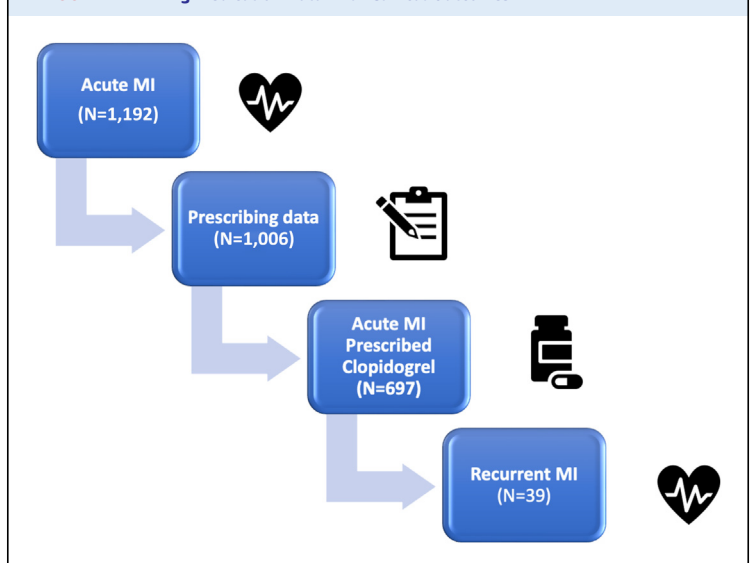 Acute MI
(N=1,192)
Prescribing data
(N=1,006)
Acute MI
Prescribed
Clopidogrel
(N=697)
Recurrent MI
(N=39)